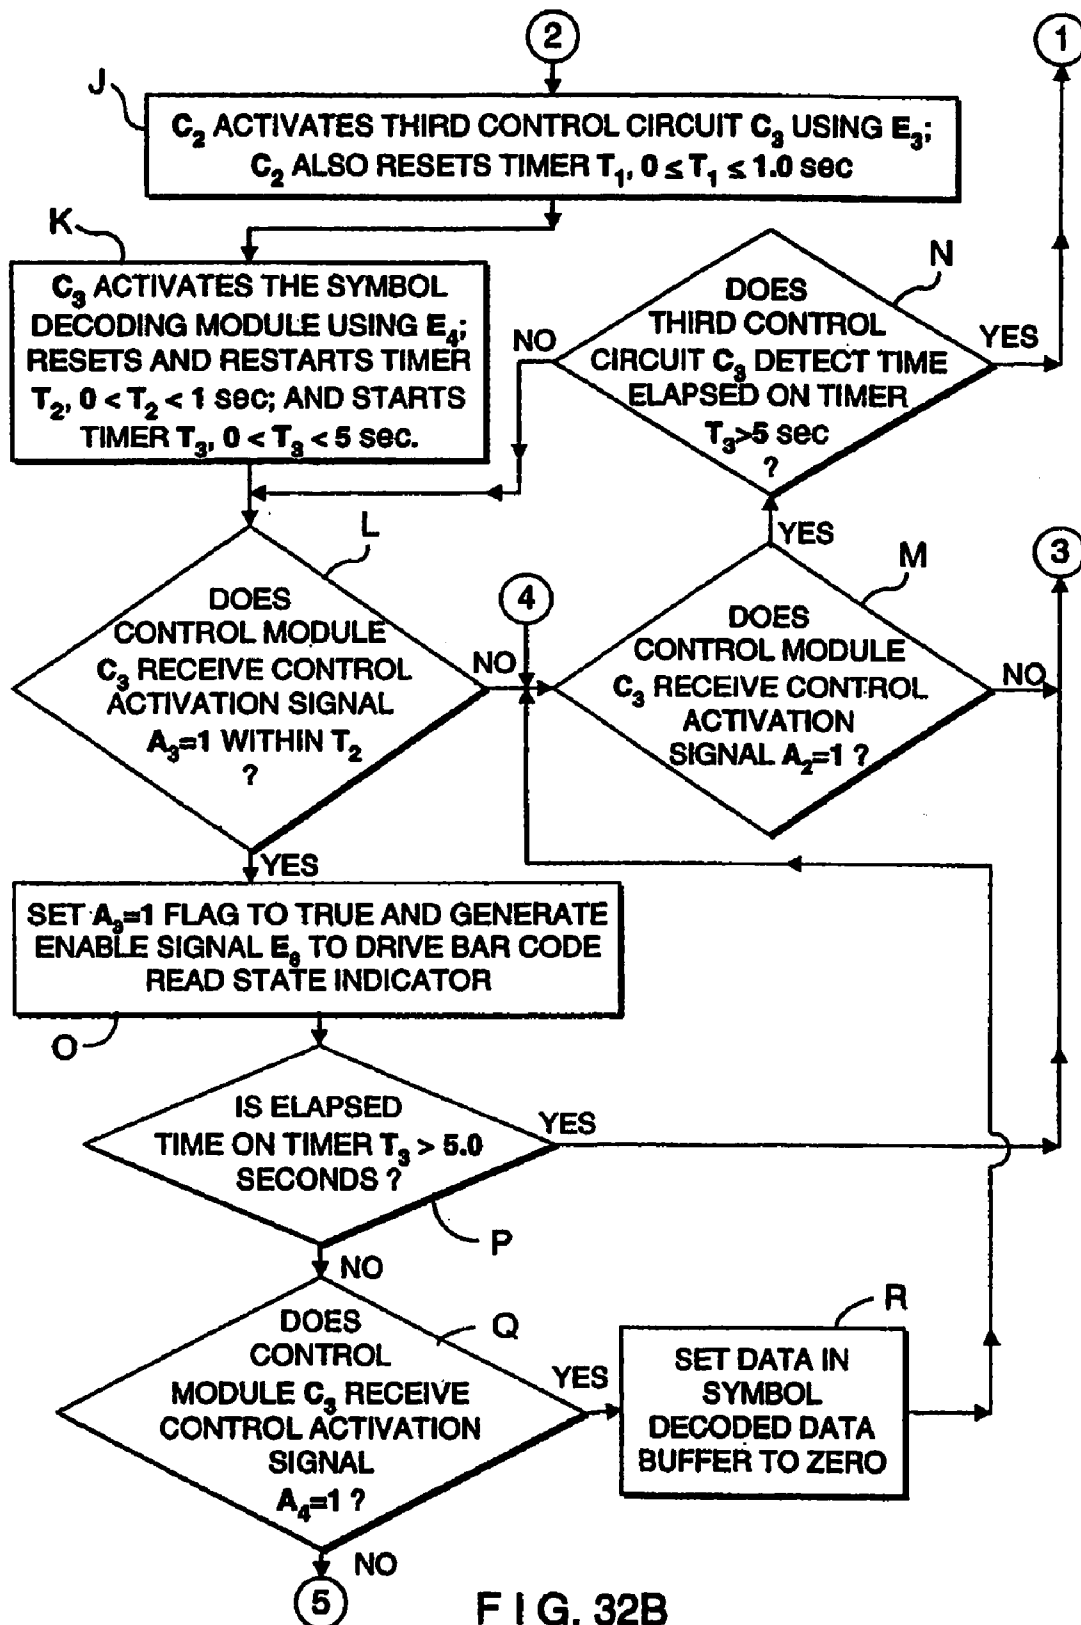 2
1
J
C₂ ACTIVATES THIRD CONTROL CIRCUIT C₃ USING E₃;
C₂ ALSO RESETS TIMER T₁, 0 ≤ T₁ ≤ 1.0 sec
K
C₃ ACTIVATES THE SYMBOL
DECODING MODULE USING E₄;
RESETS AND RESTARTS TIMER
T₂, 0 < T₂ < 1 sec; AND STARTS
TIMER T₃, 0 < T₃ < 5 sec.
N
DOES
THIRD CONTROL
CIRCUIT C₃ DETECT TIME
ELAPSED ON TIMER
T₃>5 sec
?
NO
YES
L
DOES
CONTROL MODULE
C₃ RECEIVE CONTROL
ACTIVATION SIGNAL
A₃=1 WITHIN T₂
?
NO
YES
4
YES
M
DOES
CONTROL MODULE
C₃ RECEIVE CONTROL
ACTIVATION
SIGNAL A₂=1 ?
NO
3
SET A₃=1 FLAG TO TRUE AND GENERATE
ENABLE SIGNAL E₆ TO DRIVE BAR CODE
READ STATE INDICATOR
O
IS ELAPSED
TIME ON TIMER T₃ > 5.0
SECONDS ?
YES
P
NO
DOES
CONTROL
MODULE C₃ RECEIVE
CONTROL ACTIVATION
SIGNAL
A₄=1 ?
Q
YES
R
SET DATA IN
SYMBOL
DECODED DATA
BUFFER TO ZERO
NO
5
F I G. 32B